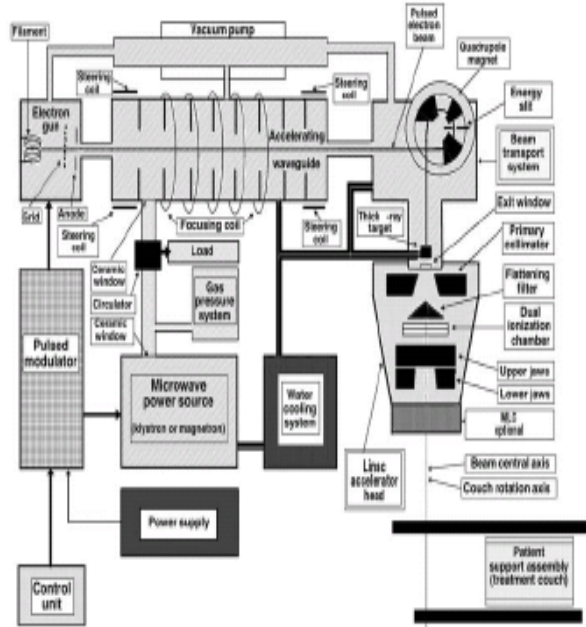 Filament
Vacuum pump
Pulsed electron
beam
Quadrupole
magnet
Steering
coil
Steering
coil
Energy
slit
Electron
gun
Accelerating
waveguide
Beam
transport
system
Grid
Anode
Focusing coil
Thick -ray
target
Exit window
Steering
coil
Steering
coil
Primary
collimator
Ceramic
window
Load
Circulator
Gas
pressure
system
Flattening
filter
Dual
ionization
chamber
Ceramic
window
Pulsed
modulator
Microwave
power source
(klystron or magnetron)
Water
cooling
system
Upper jaws
Lower jaws
MLC
optional
Linac
accelerator
head
Beam central axis
Couch rotation axis
Power supply
Control
unit
Patient
support assembly
(treatment couch)